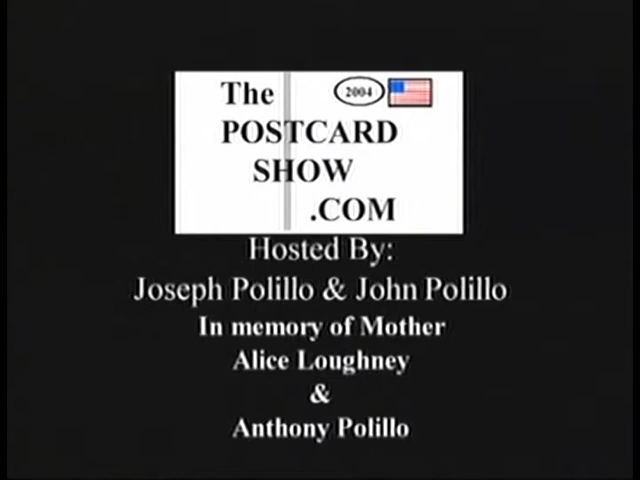 The
2004
POSTCARD
SHOW
.COM
Hosted By:
Joseph Polillo & John Polillo
In memory of Mother
Alice Loughney
&
Anthony Polillo